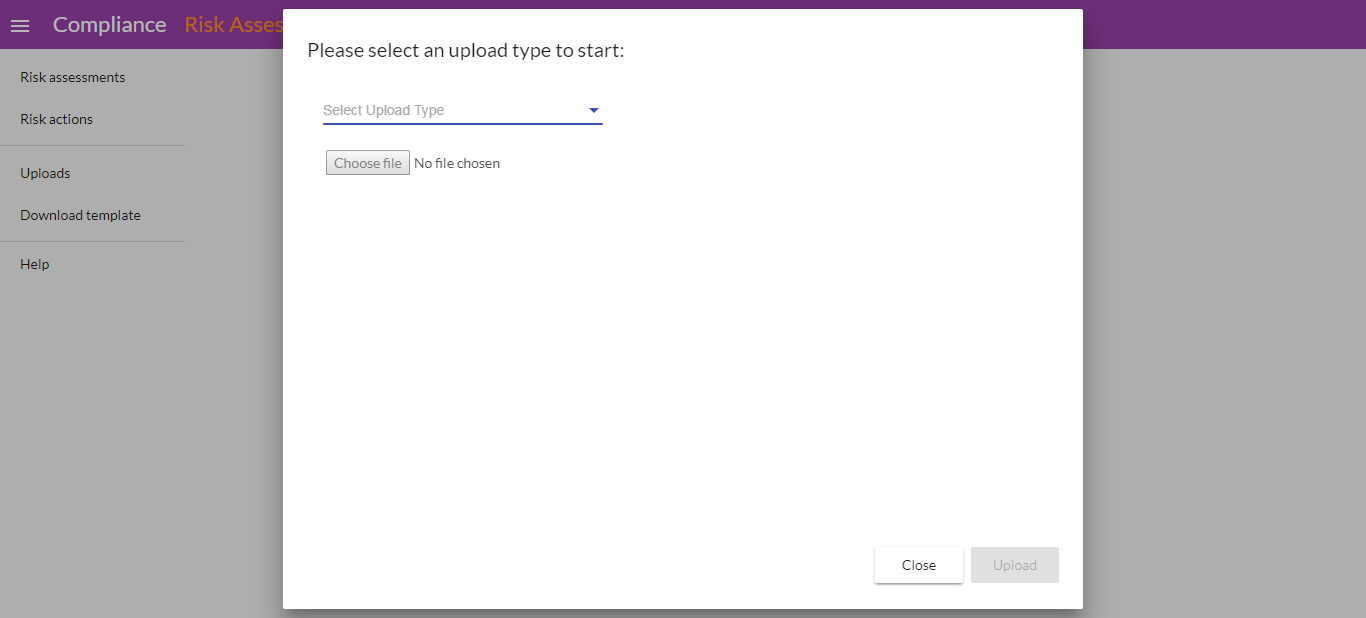 Compliance Risk Asses
Please select an upload type to start:
Risk assessments
Select Upload Type
Risk actions
Choose file No file chosen
Uploads
Download template
Help
Close Upload